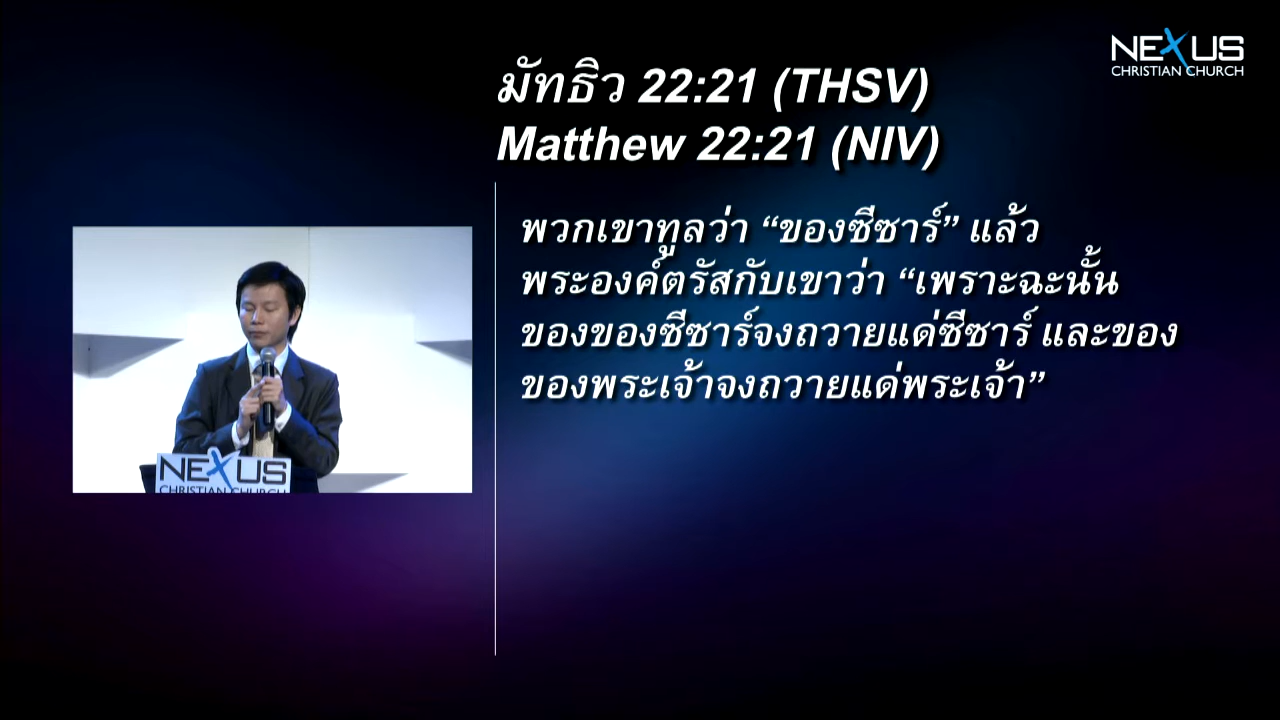 NEXUS
CHRISTIAN CHURCH
มัทธิว 22:21 (THSV)
Matthew 22:21 (NIV)
พวกเขาทูลว่า “ของซีซาร์” แล้ว
พระองค์ตรัสกับเขาว่า “เพราะฉะนั้น
ของของซีซาร์จงถวายแด่ซีซาร์ และของ
ของพระเจ้าจงถวายแด่พระเจ้า”
NEXUS
CHRISTIAN CHURCH